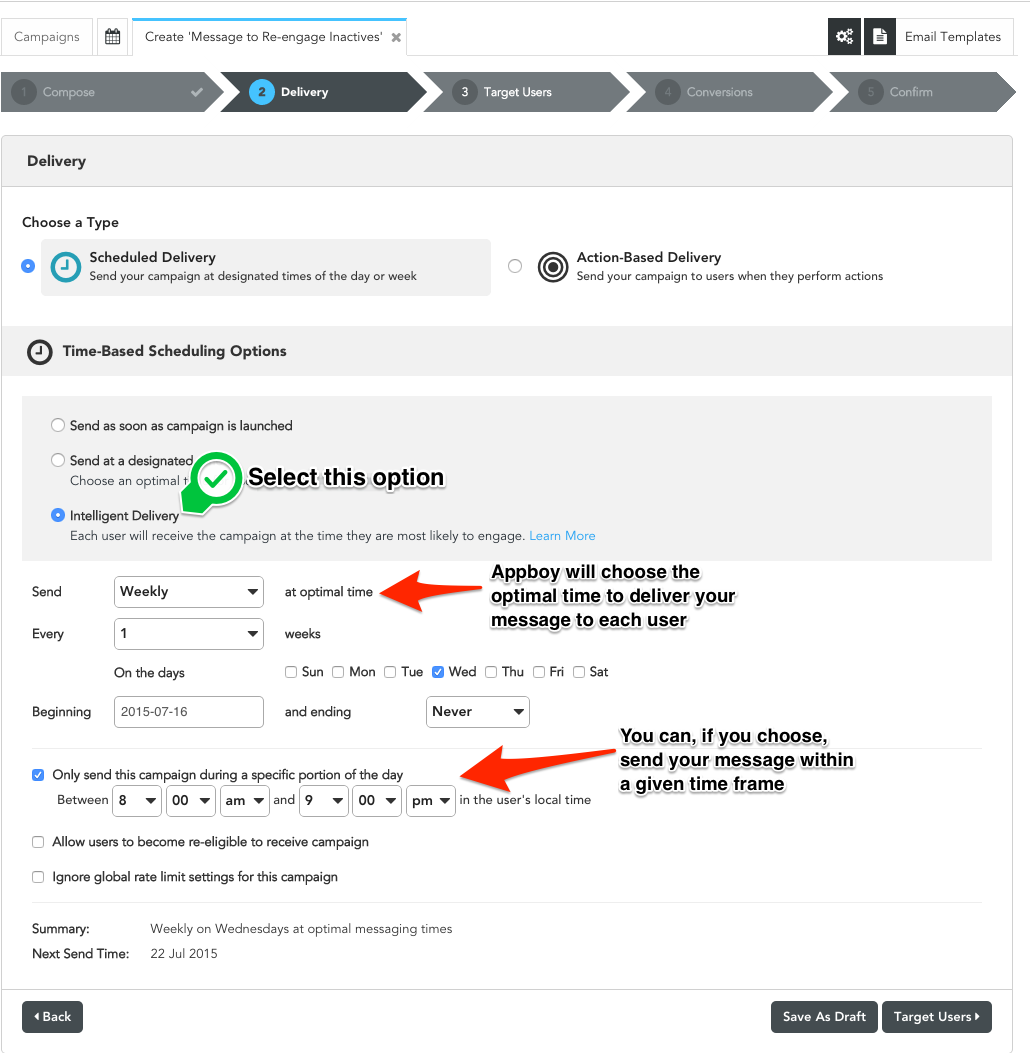 Campaigns
Create 'Message to Re-engage Inactives'
Email Templates
1 Compose
2 Delivery
3 Target Users
4 Conversions
5 Confirm
Delivery
Choose a Type
Scheduled Delivery
Send your campaign at designated times of the day or week
Action-Based Delivery
Send your campaign to users when they perform actions
Time-Based Scheduling Options
Send as soon as campaign is launched
Send at a designated
Choose an optimal
Select this option
Intelligent Delivery
Each user will receive the campaign at the time they are most likely to engage. Learn More
Send Weekly at optimal time
Appboy will choose the
optimal time to deliver your
message to each user
Every 1 weeks
On the days Sun Mon Tue Wed Thu Fri Sat
Beginning 2015-07-16 and ending Never
You can, if you choose,
send your message within
a given time frame
Only send this campaign during a specific portion of the day
Between 8 00 am and 9 00 pm in the user's local time
Allow users to become re-eligible to receive campaign
Ignore global rate limit settings for this campaign
Summary: Weekly on Wednesdays at optimal messaging times
Next Send Time: 22 Jul 2015
Back
Save As Draft
Target Users